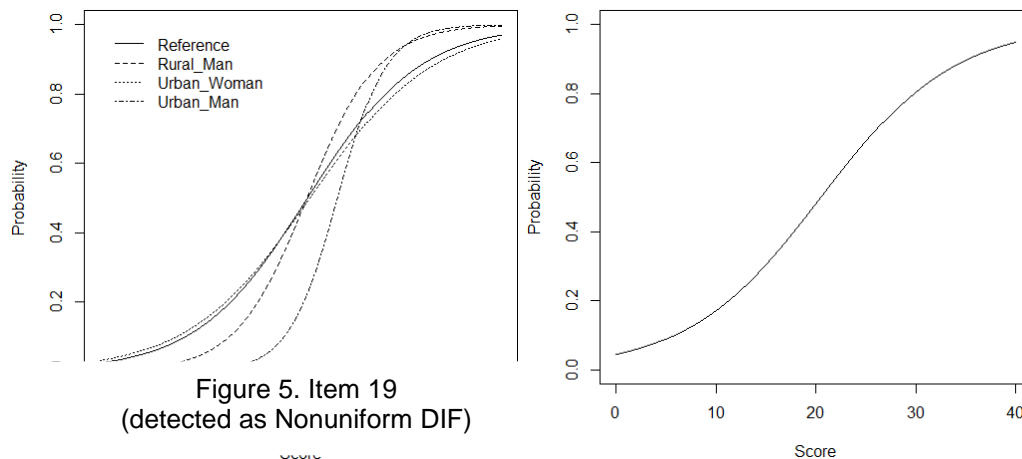 1.0
0.8
0.6
0.4
0.2
Probability
Reference
Rural_Man
Urban_Woman
Urban_Man
Figure 5. Item 19
(detected as Nonuniform DIF)
Score
1.0
0.8
0.6
0.4
0.2
0.0
Probability
0 10 20 30 40
Score